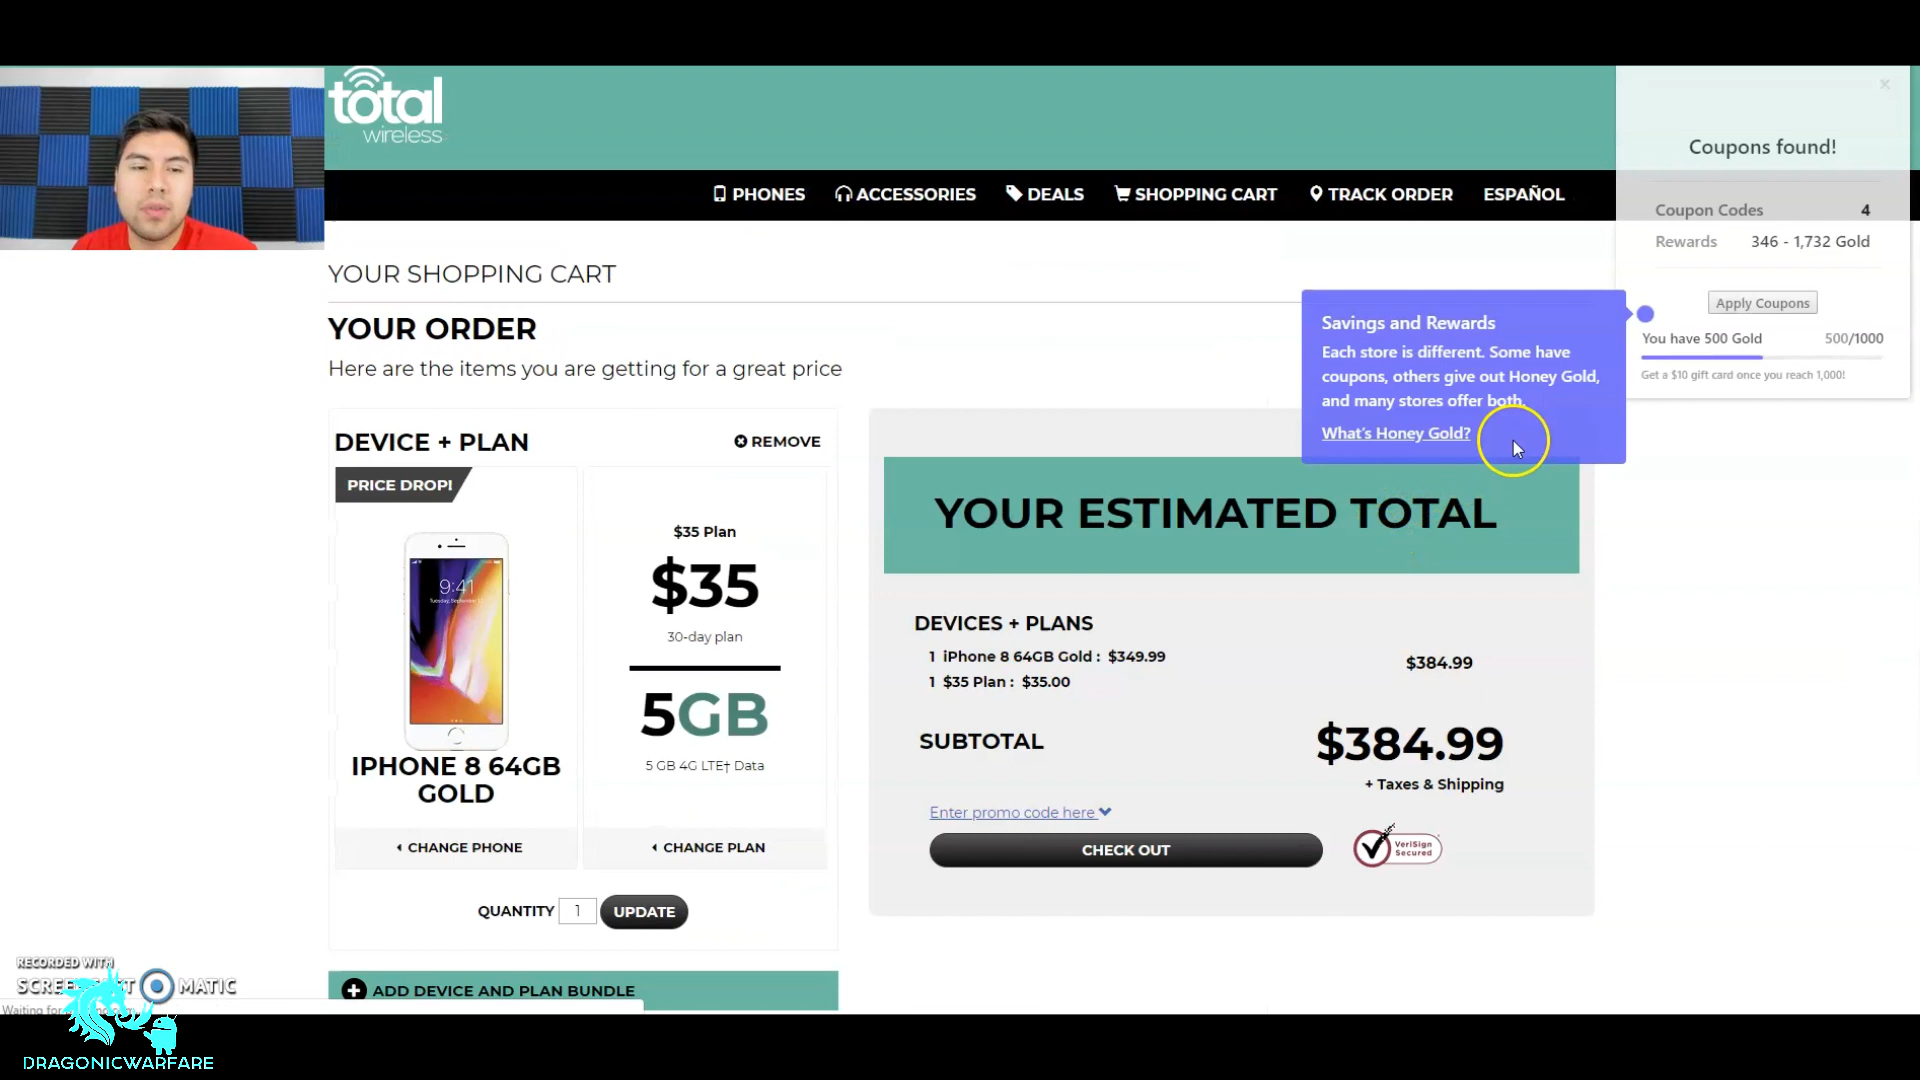 total
wireless
PHONES ACCESSORIES DEALS SHOPPING CART TRACK ORDER ESPAÑOL
Coupons found!
Coupon Codes 4
Rewards 346 - 1,732 Gold
Apply Coupons
You have 500 Gold 500/1000
Get a $10 gift card once you reach 1,000!
Savings and Rewards
Each store is different. Some have
coupons, others give out Honey Gold,
and many stores offer both.
What's Honey Gold?
YOUR SHOPPING CART
YOUR ORDER
Here are the items you are getting for a great price
DEVICE + PLAN REMOVE
PRICE DROP!
9:41
IPHONE 8 64GB
GOLD
CHANGE PHONE
$35 Plan
$35
30-day plan
5GB
5 GB 4G LTE† Data
CHANGE PLAN
QUANTITY 1 UPDATE
ADD DEVICE AND PLAN BUNDLE
YOUR ESTIMATED TOTAL
DEVICES + PLANS
1 iPhone 8 64GB Gold : $349.99
$384.99
1 $35 Plan : $35.00
SUBTOTAL $384.99
+ Taxes & Shipping
Enter promo code here
CHECK OUT
VeriSign
Secured
RECORDED WITH
MATIC
Waiting for
DRAGONICWARFARE